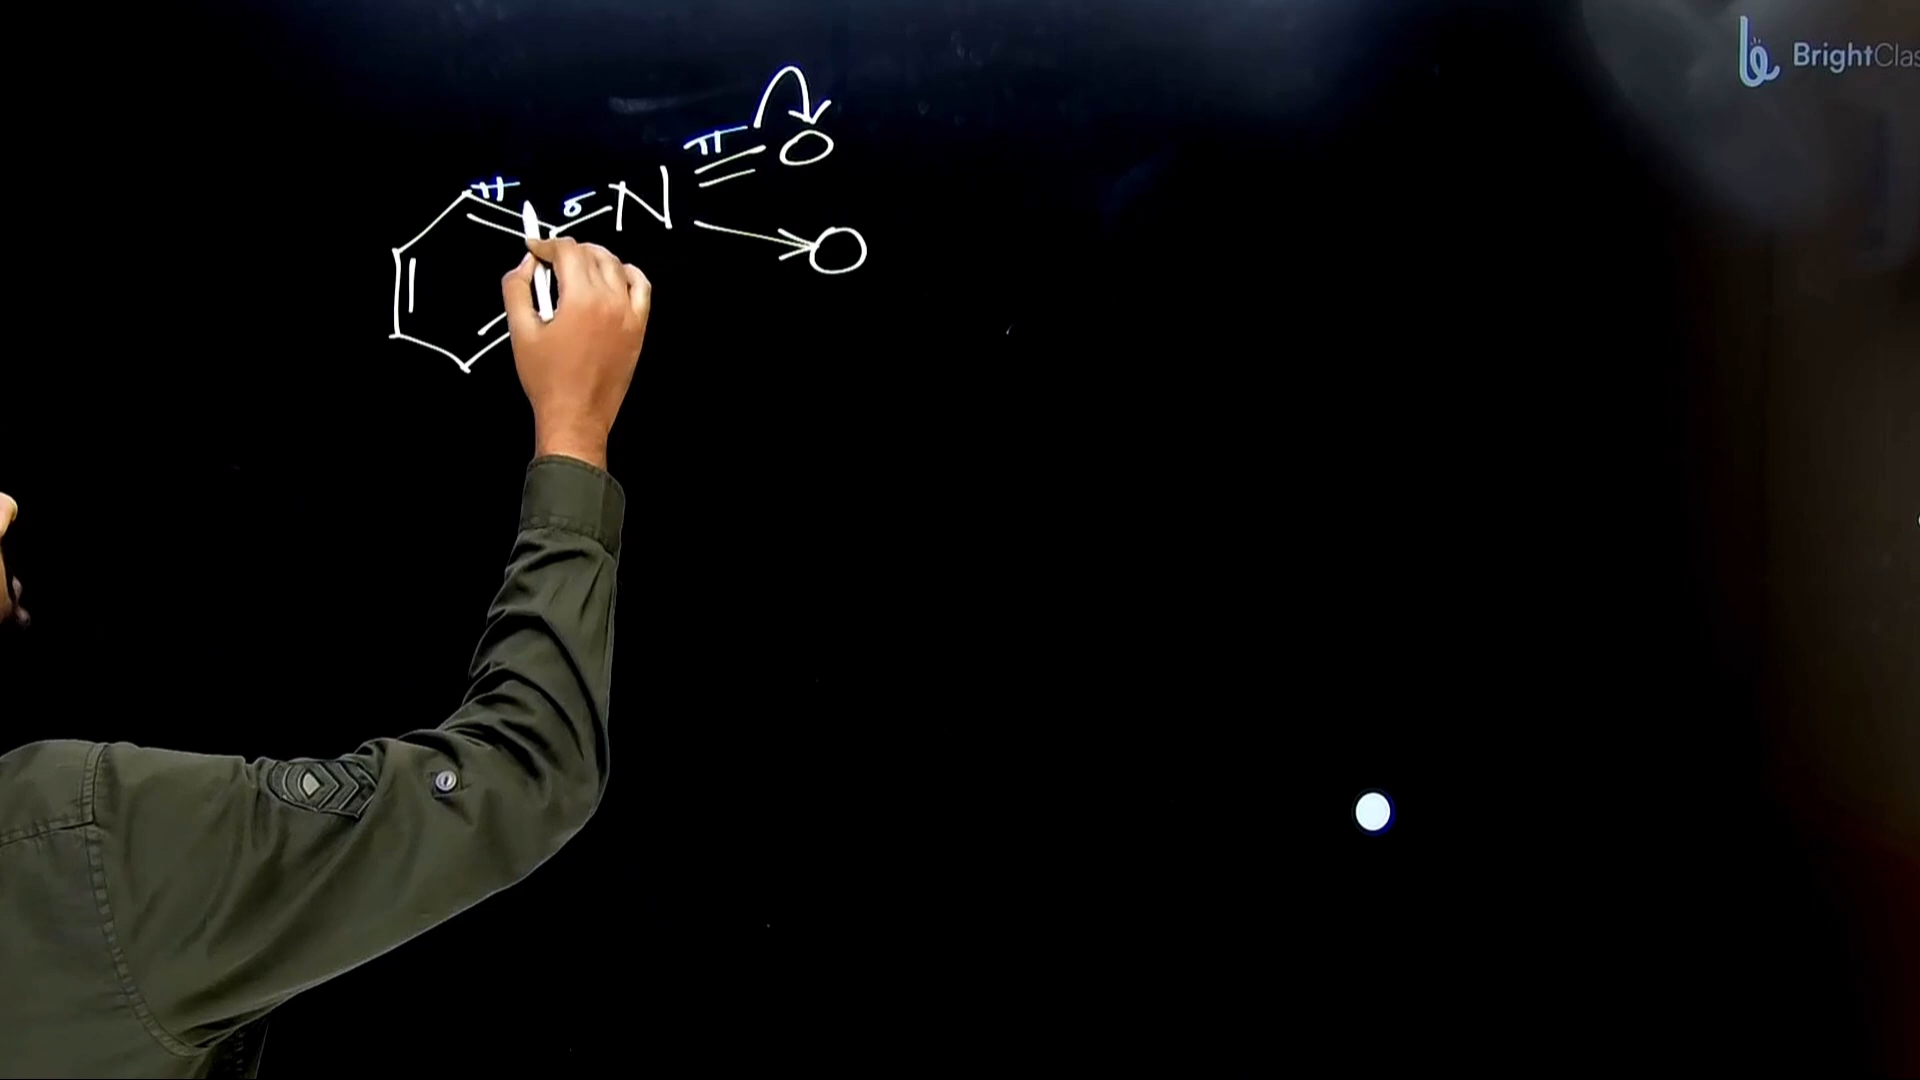 BrightClas
π O
π σ N
O